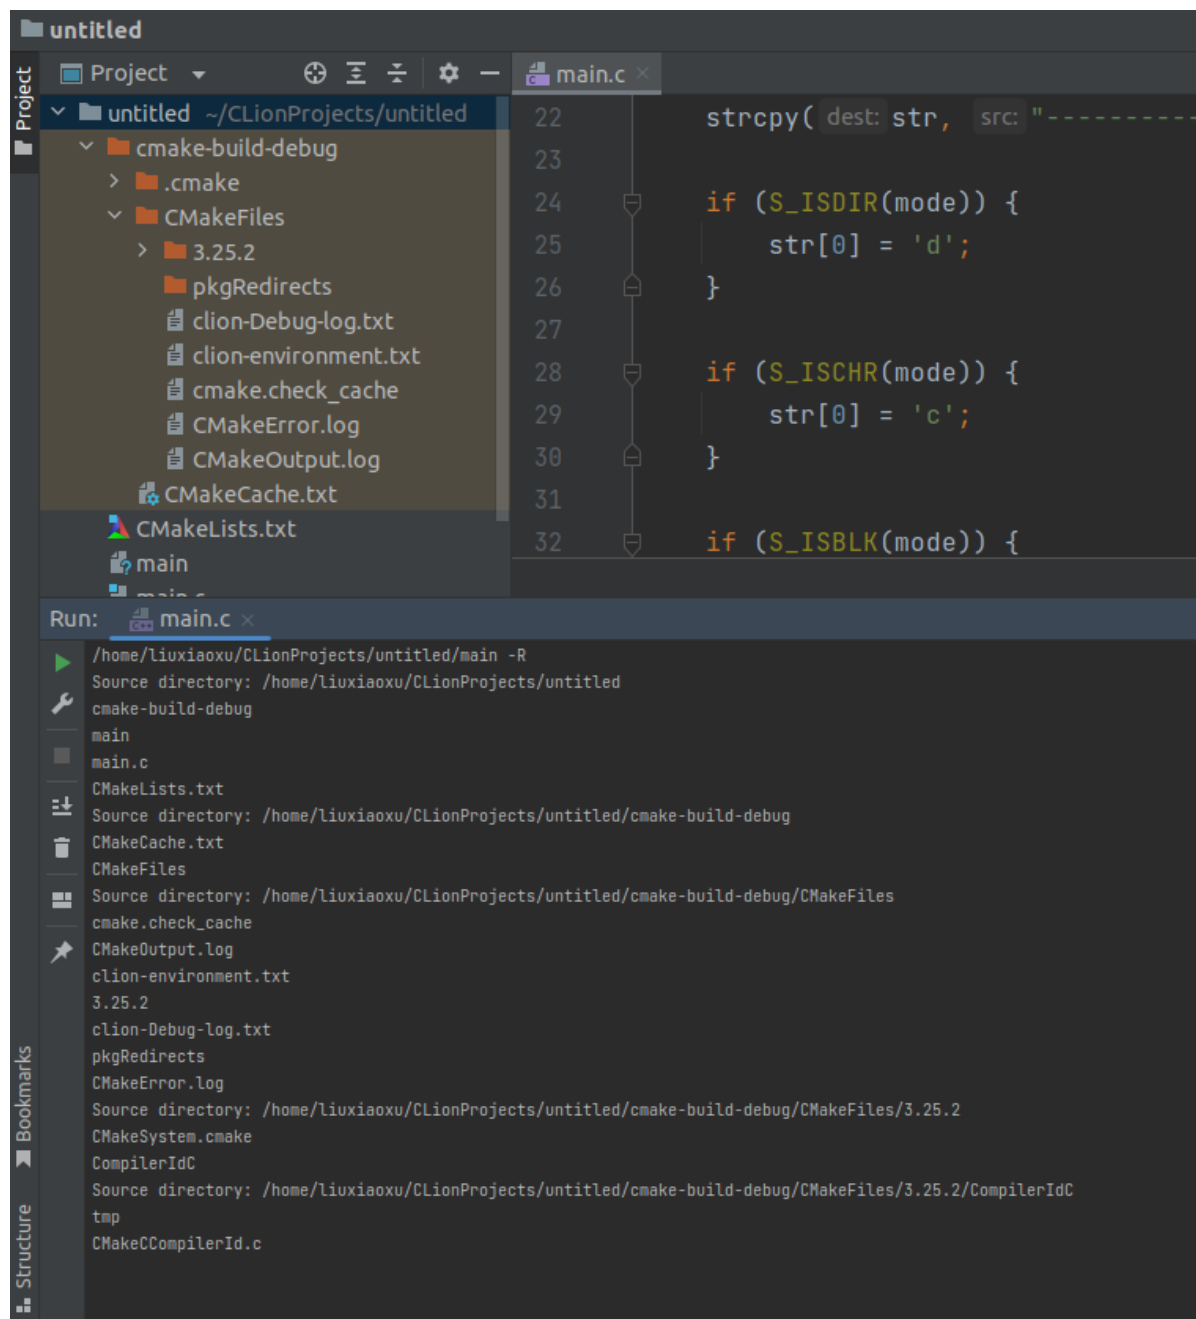 untitled
Project
main.c
Project
untitled ~/CLionProjects/untitled
cmake-build-debug
.cmake
CMakeFiles
3.25.2
pkgRedirects
clion-Debug-log.txt
clion-environment.txt
cmake.check_cache
CMakeError.log
CMakeOutput.log
CMakeCache.txt
CMakeLists.txt
main
main.c
22 strcpy( dest: str, src: "----------
23
24 if (S_ISDIR(mode)) {
25 str[0] = 'd';
26 }
27
28 if (S_ISCHR(mode)) {
29 str[0] = 'c';
30 }
31
32 if (S_ISBLK(mode)) {
Run: main.c
/home/liuxiaoxu/CLionProjects/untitled/main -R
Source directory: /home/liuxiaoxu/CLionProjects/untitled
cmake-build-debug
main
main.c
CMakeLists.txt
Source directory: /home/liuxiaoxu/CLionProjects/untitled/cmake-build-debug
CMakeCache.txt
CMakeFiles
Source directory: /home/liuxiaoxu/CLionProjects/untitled/cmake-build-debug/CMakeFiles
cmake.check_cache
CMakeOutput.log
clion-environment.txt
3.25.2
clion-Debug-log.txt
pkgRedirects
CMakeError.log
Source directory: /home/liuxiaoxu/CLionProjects/untitled/cmake-build-debug/CMakeFiles/3.25.2
CMakeSystem.cmake
CompilerIdC
Source directory: /home/liuxiaoxu/CLionProjects/untitled/cmake-build-debug/CMakeFiles/3.25.2/CompilerIdC
tmp
CMakeCCompilerId.c
Bookmarks
Structure